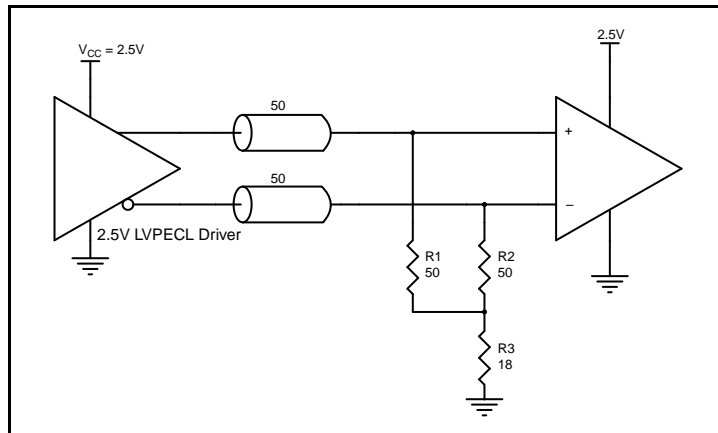 2.5V
V_CC = 2.5V
50
+
50
–
2.5V LVPECL Driver
R1
50
R2
50
R3
18